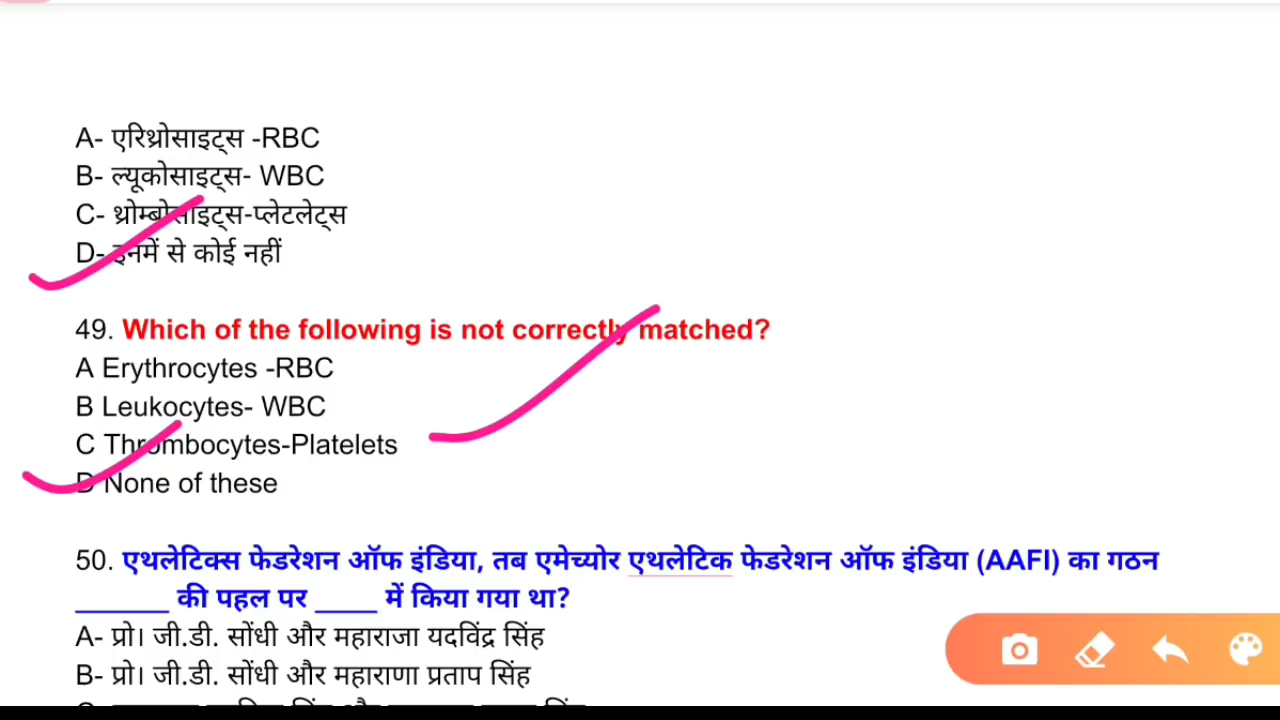 A- एरिथ्रोसाइट्स -RBC
B- ल्यूकोसाइट्स- WBC
C- थ्रोम्बोसाइट्स-प्लेटलेट्स
D- इनमें से कोई नहीं
49. Which of the following is not correctly matched?
A Erythrocytes -RBC
B Leukocytes- WBC
C Thrombocytes-Platelets
D None of these
50. एथलेटिक्स फेडरेशन ऑफ इंडिया, तब एमेच्योर एथलेटिक फेडरेशन ऑफ इंडिया (AAFI) का गठन
______ की पहल पर ____ में किया गया था?
A- प्रो। जी.डी. सोंधी और महाराजा यदविंद्र सिंह
B- प्रो। जी.डी. सोंधी और महाराणा प्रताप सिंह